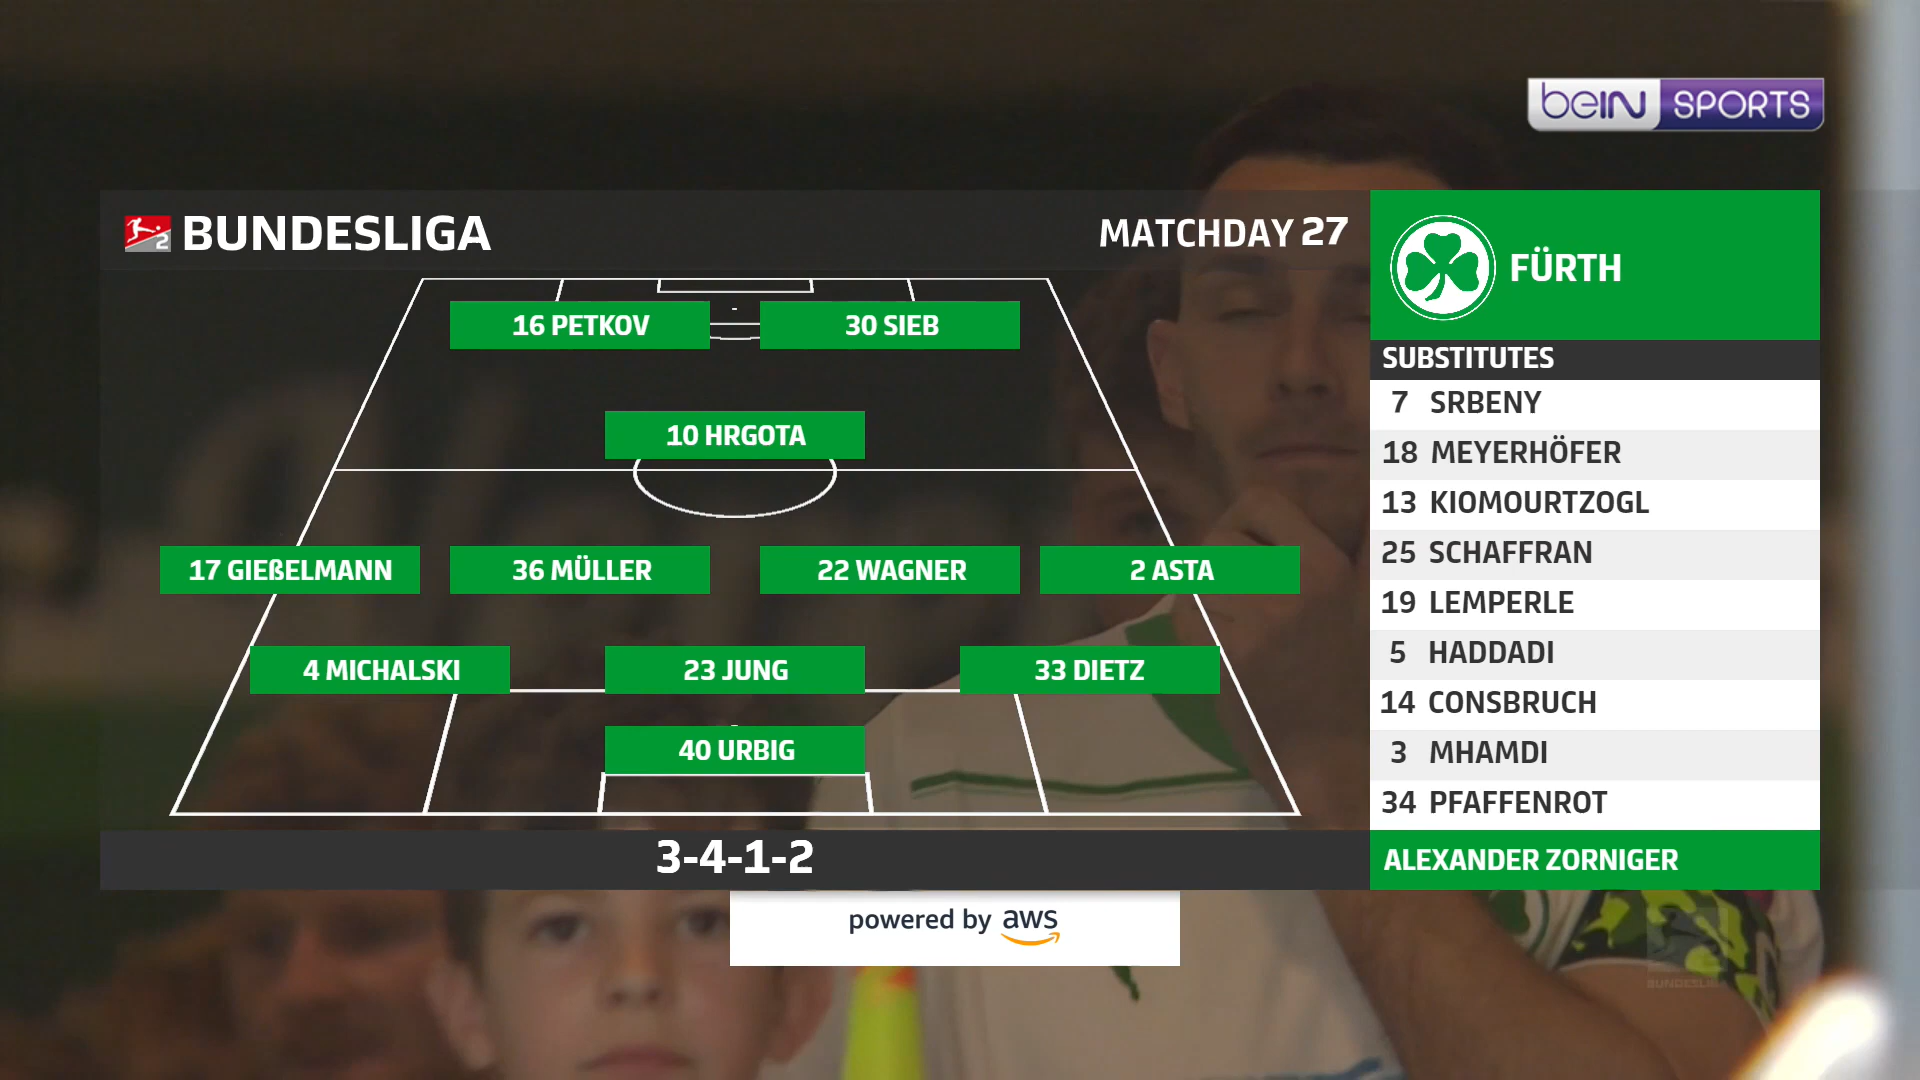 beIN SPORTS
2 BUNDESLIGA
MATCHDAY 27
FÜRTH
16 PETKOV
30 SIEB
10 HRGOTA
17 GIEßELMANN
36 MÜLLER
22 WAGNER
2 ASTA
4 MICHALSKI
23 JUNG
33 DIETZ
40 URBIG
3-4-1-2
SUBSTITUTES
7 SRBENY
18 MEYERHÖFER
13 KIOMOURTZOGL
25 SCHAFFRAN
19 LEMPERLE
5 HADDADI
14 CONSBRUCH
3 MHAMDI
34 PFAFFENROT
ALEXANDER ZORNIGER
powered by aws
BUNDESLIGA